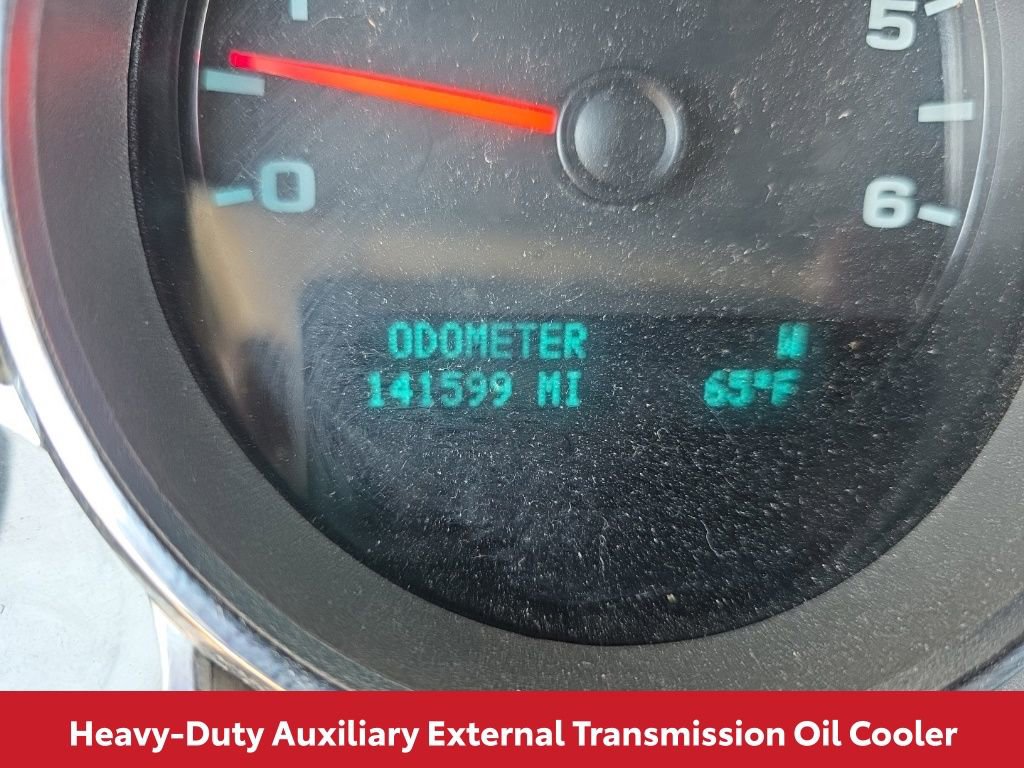 5
0
6
ODOMETER W
141599 MI 65°F
Heavy-Duty Auxiliary External Transmission Oil Cooler